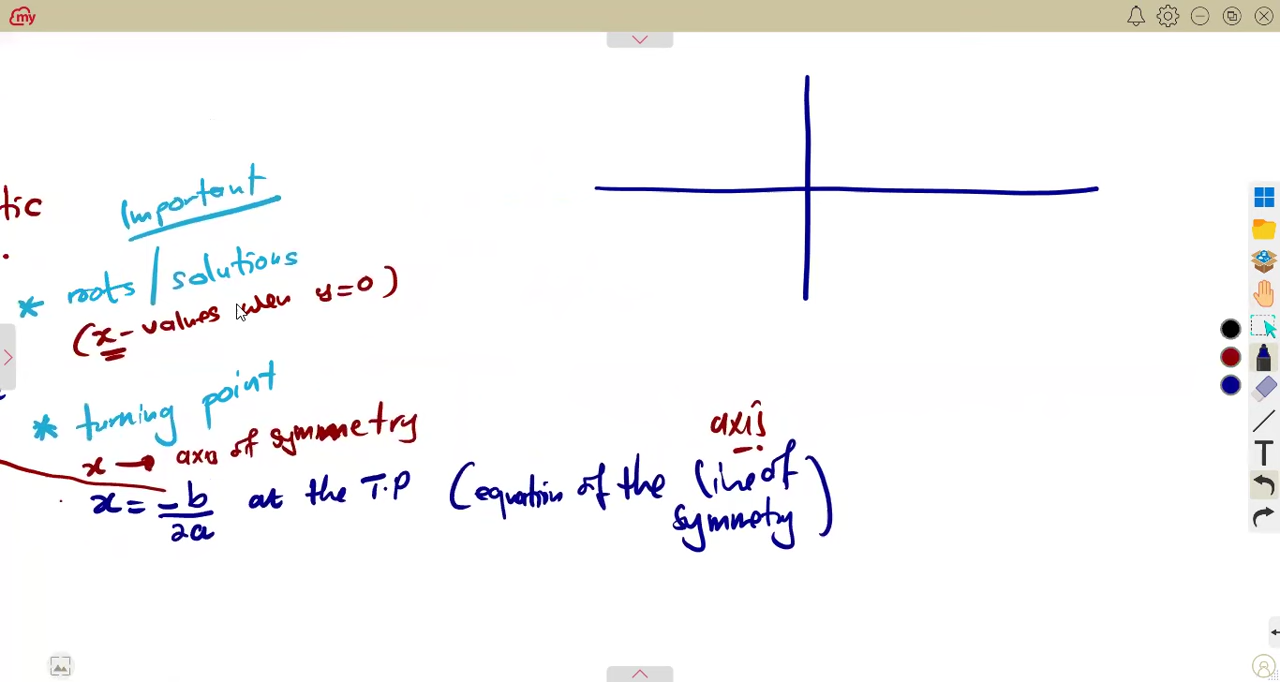 my
tic
Important
* roots / solutions
(x- values when y=0)
* turning point
x → axis of symmetry
axis
x = -b/2a at the T.P (equation of the line of
symmetry)
T